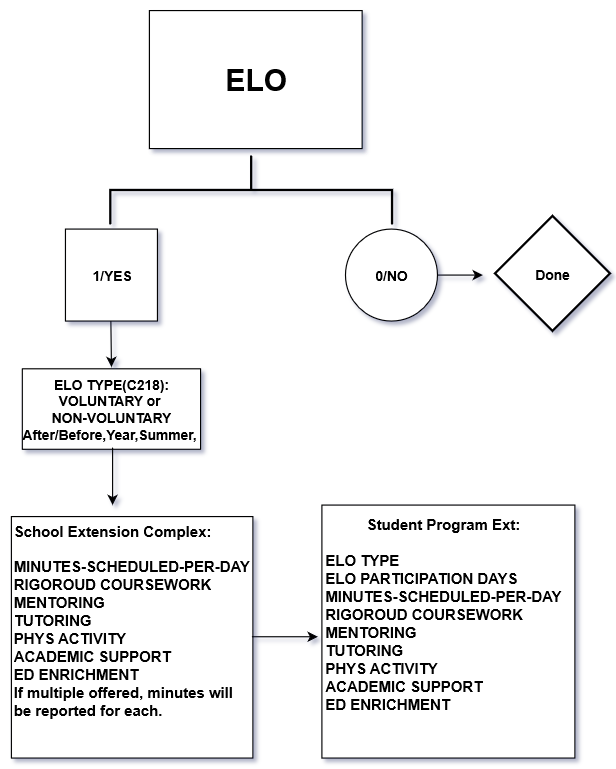 ELO
1/YES
0/NO
Done
ELO TYPE(C218):
VOLUNTARY or
NON-VOLUNTARY
After/Before,Year,Summer,
School Extension Complex:
MINUTES-SCHEDULED-PER-DAY
RIGOROUD COURSEWORK
MENTORING
TUTORING
PHYS ACTIVITY
ACADEMIC SUPPORT
ED ENRICHMENT
If multiple offered, minutes will
be reported for each.
Student Program Ext:
ELO TYPE
ELO PARTICIPATION DAYS
MINUTES-SCHEDULED-PER-DAY
RIGOROUD COURSEWORK
MENTORING
TUTORING
PHYS ACTIVITY
ACADEMIC SUPPORT
ED ENRICHMENT